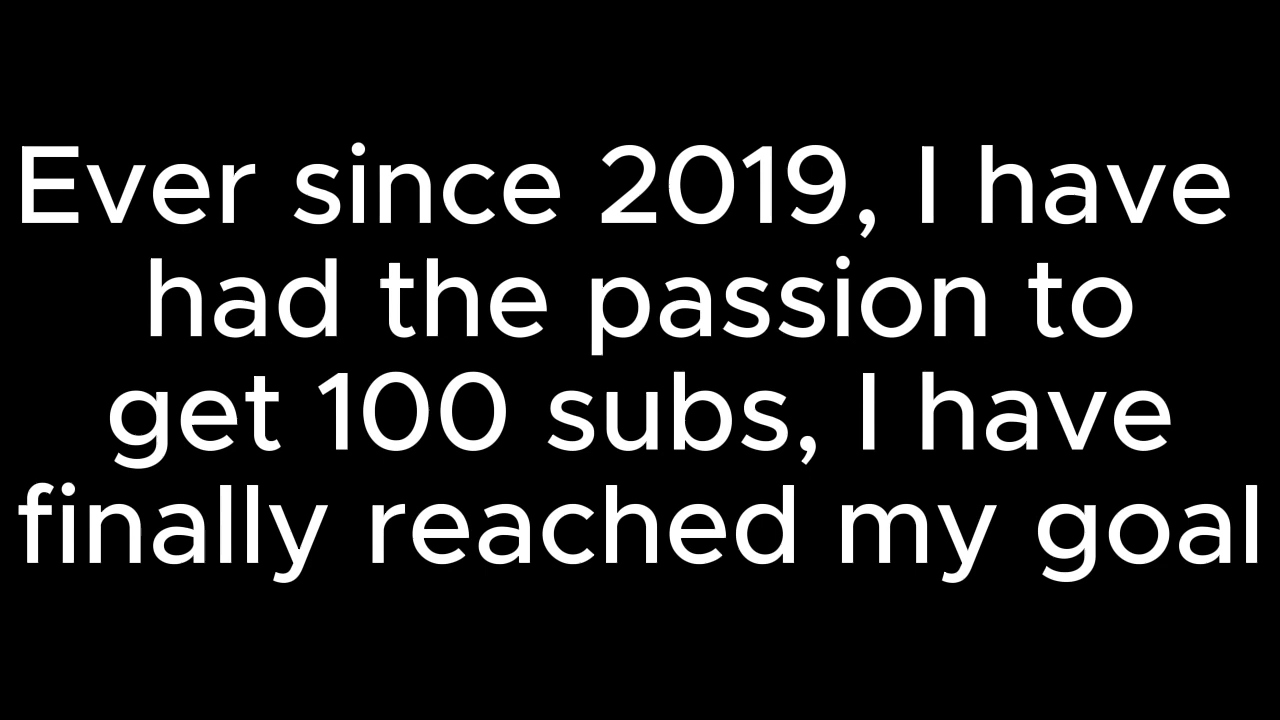 Ever since 2019, I have
had the passion to
get 100 subs, I have
finally reached my goal